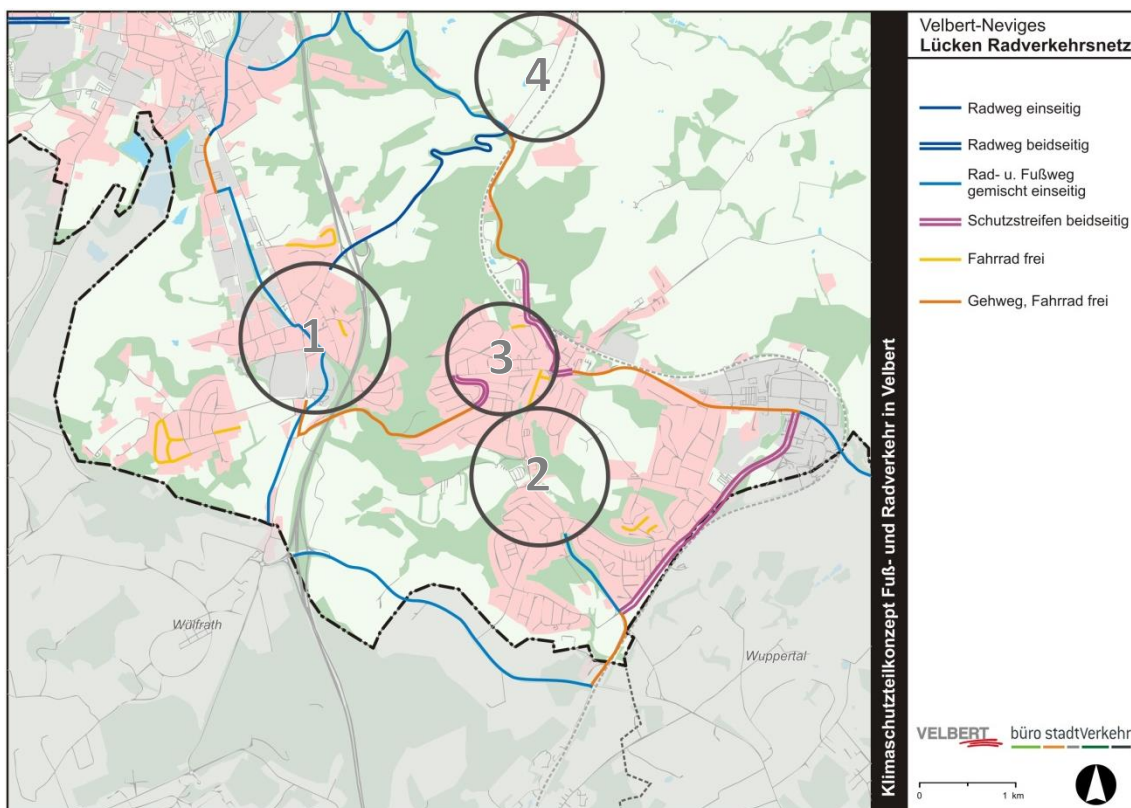 Velbert-Neviges
Lücken Radverkehrsnetz
Radweg einseitig
Radweg beidseitig
Rad- u. Fußweg
gemischt einseitig
Schutzstreifen beidseitig
Fahrrad frei
Gehweg, Fahrrad frei
4
1
3
2
Wülfrath
Wuppertal
Klimaschutzteilkonzept Fuß- und Radverkehr in Velbert
VELBERT
büro stadtVerkehr
0 1 km